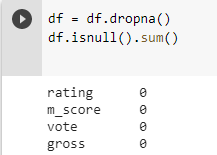 df = df.dropna()
df.isnull().sum()
rating 0
m_score 0
vote 0
gross 0